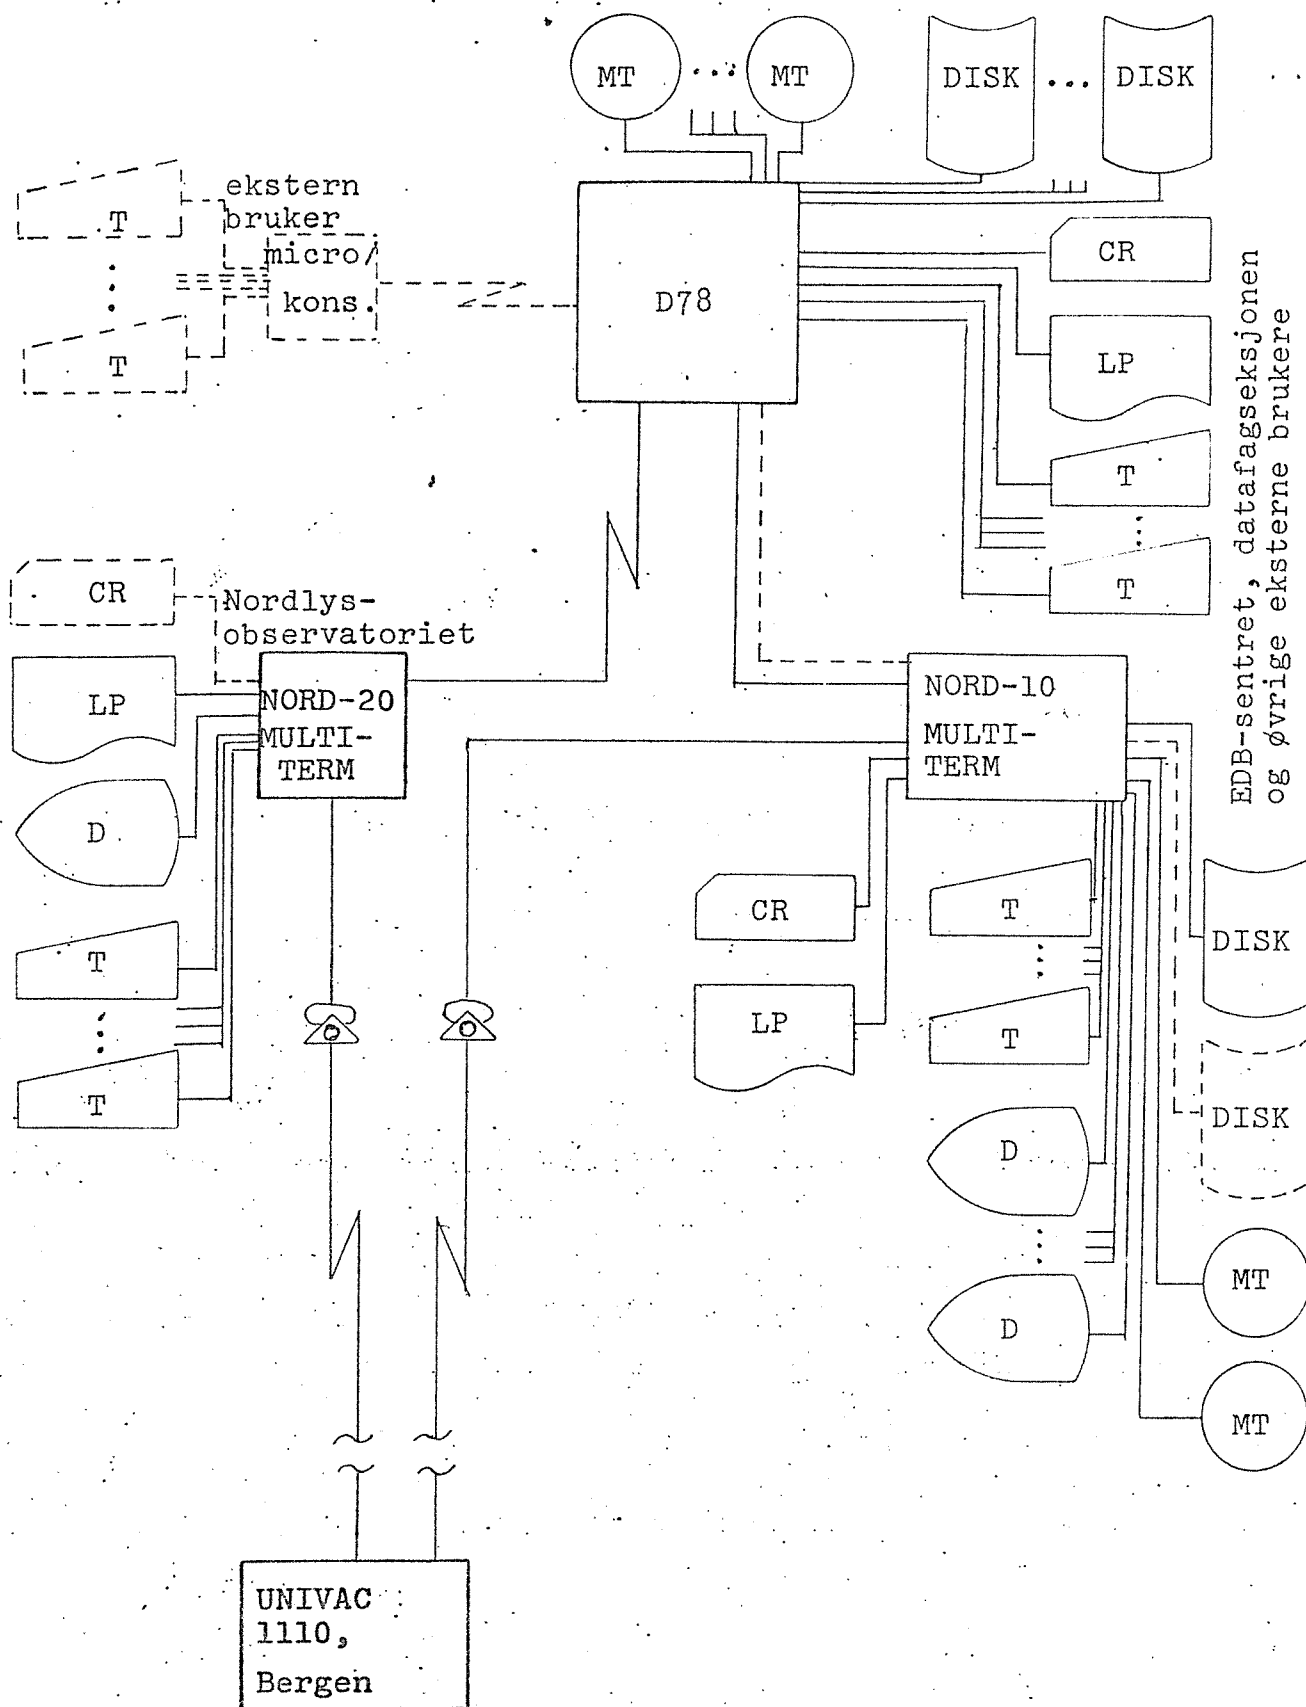 MT ... MT
DISK ... DISK
ekstern
bruker
T
micro/
kons.
T
D78
CR
LP
T
T
EDB-sentret, datafagseksjonen
og øvrige eksterne brukere
CR
Nordlys-
observatoriet
LP
NORD-20
MULTI-
TERM
D
T
T
NORD-10
MULTI-
TERM
CR
LP
T
T
D
D
DISK
DISK
MT
MT
UNIVAC
1110,
Bergen